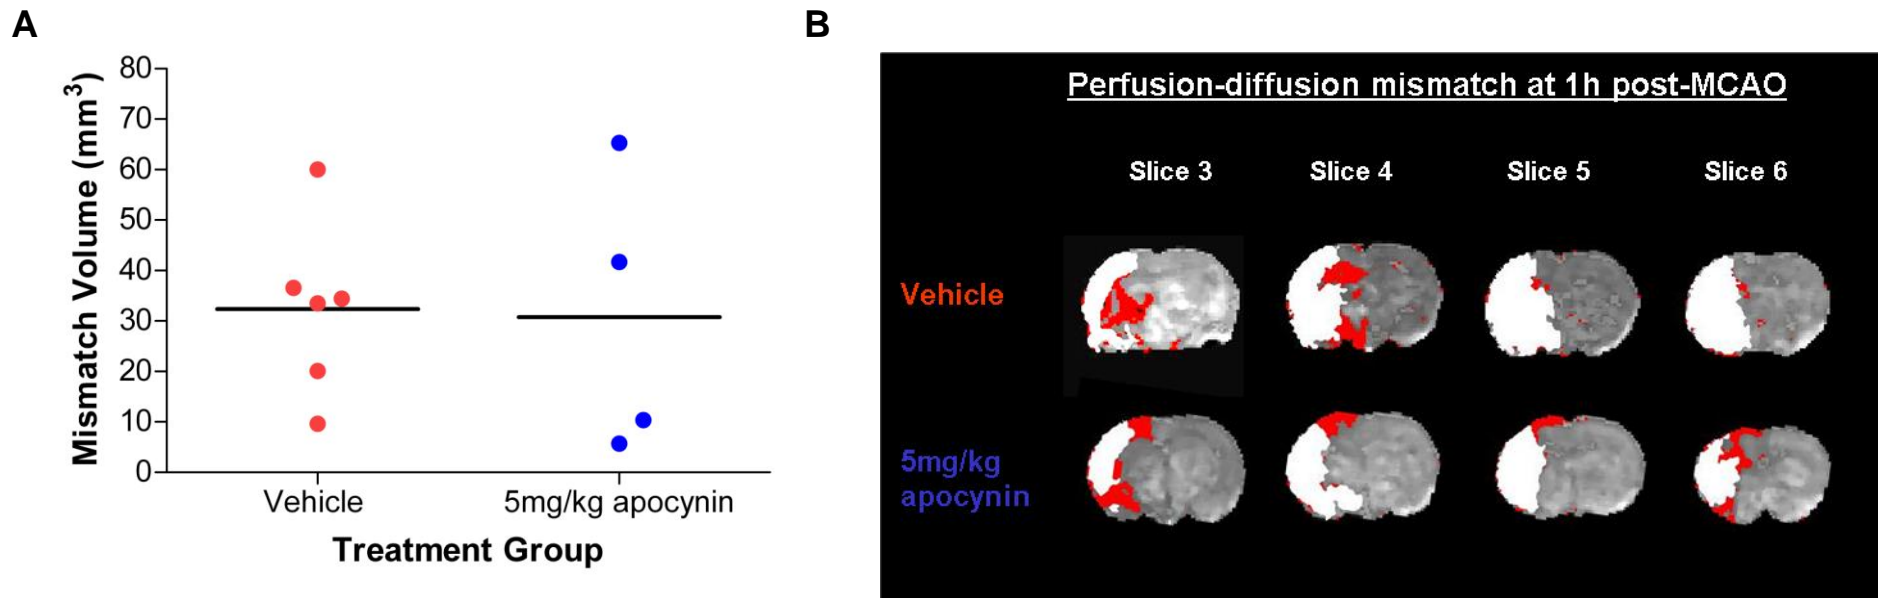 A
80
70
60
50
40
30
20
10
0
Mismatch Volume (mm³)
Vehicle
5mg/kg apocynin
Treatment Group
B
Perfusion-diffusion mismatch at 1h post-MCAO
Slice 3
Slice 4
Slice 5
Slice 6
Vehicle
5mg/kg
apocynin